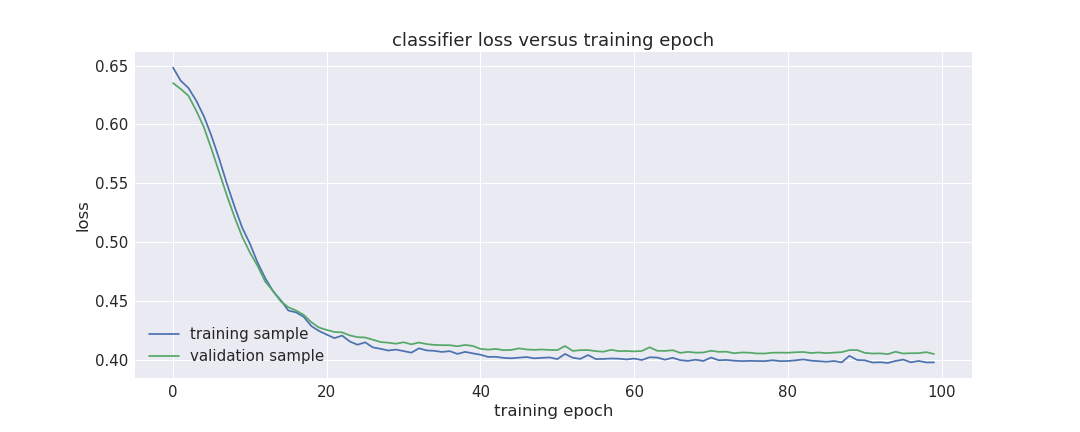 classifier loss versus training epoch
0.65
0.60
0.55
0.50
0.45
0.40
loss
training sample
validation sample
0 20 40 60 80 100
training epoch